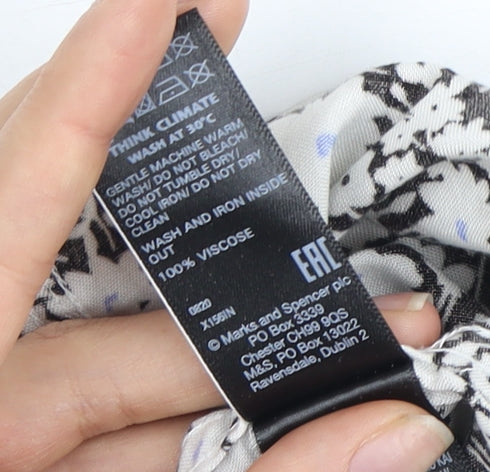 THINK CLIMATE
WASH AT 30°C
GENTLE MACHINE WARM
WASH/ DO NOT BLEACH/
DO NOT TUMBLE DRY/
COOL IRON/ DO NOT DRY
CLEAN
WASH AND IRON INSIDE
OUT
100% VISCOSE
EAC
0820
X156IN
© Marks and Spencer plc
PO Box 3339
Chester CH99 9QS
M&S, PO Box 13022
Ravensdale, Dublin 2